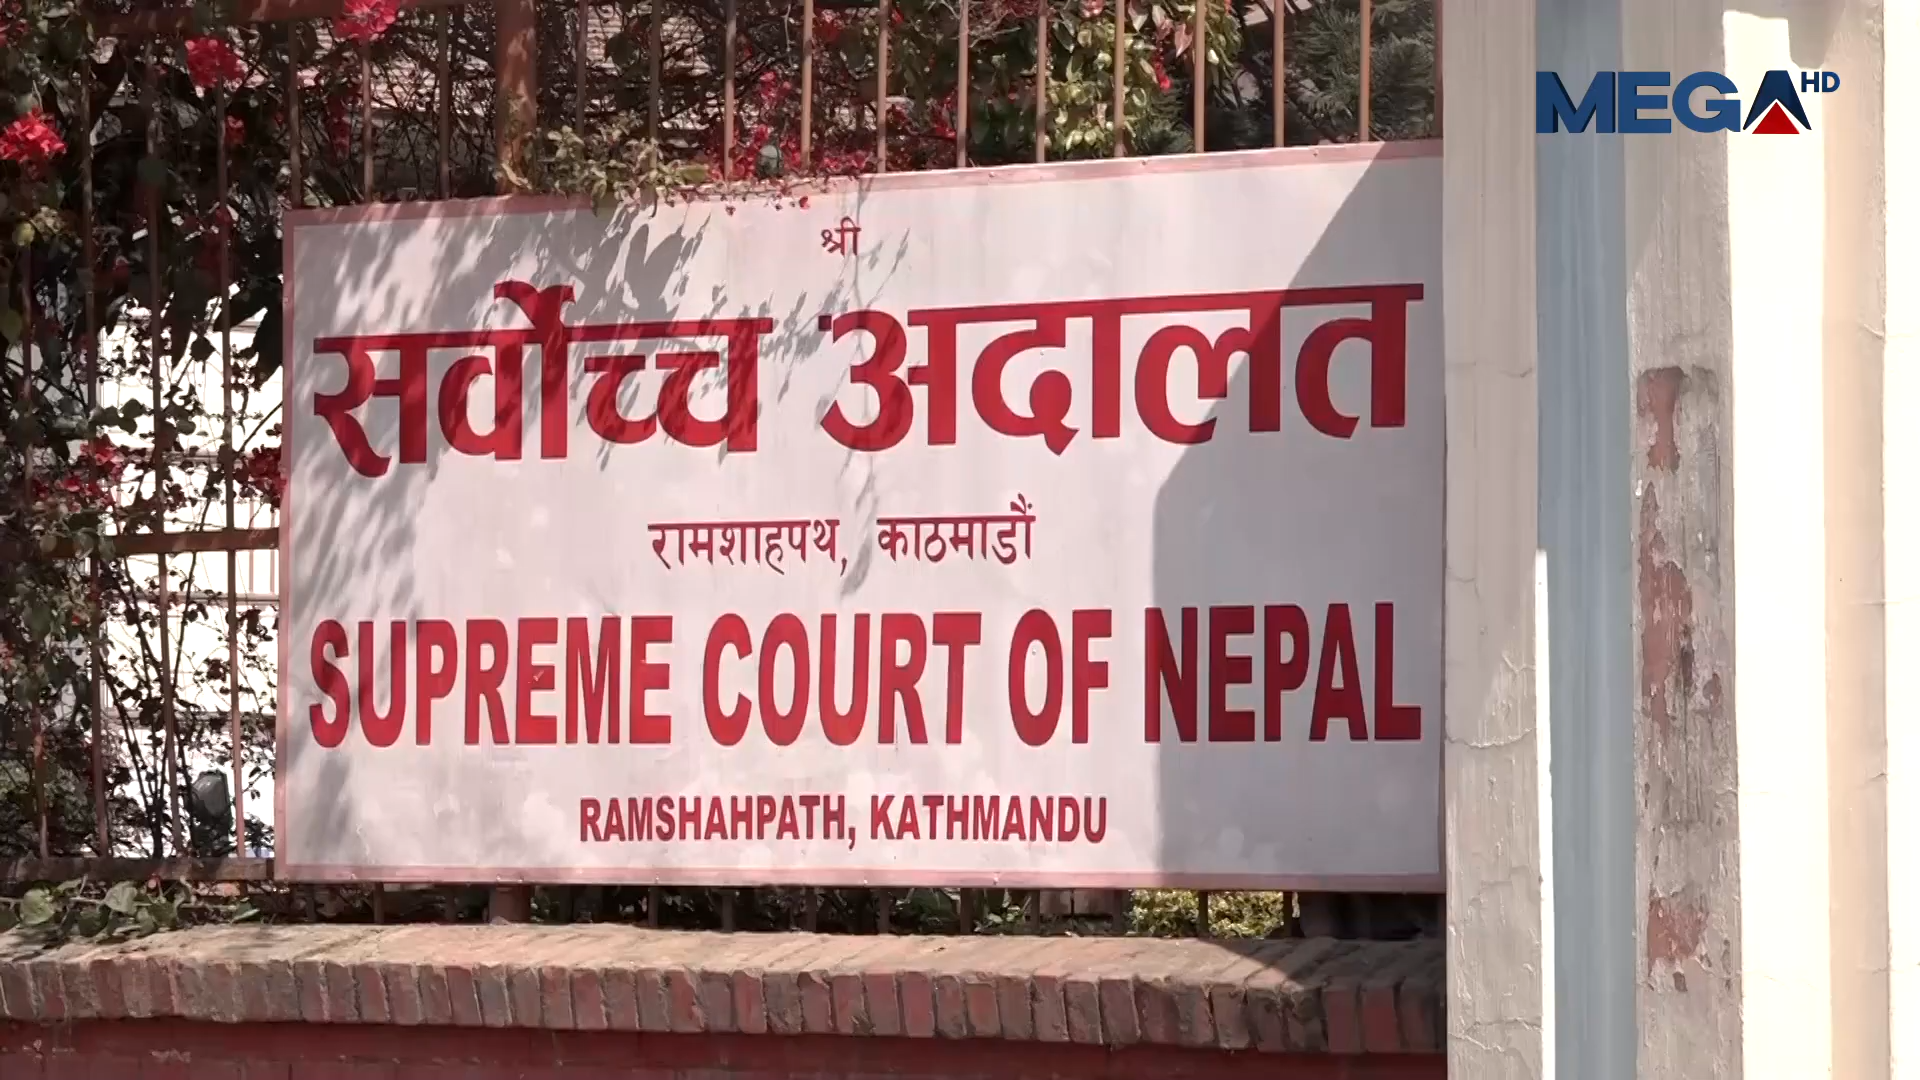 MEGA HD
श्री
सर्वोच्च अदालत
रामशाहपथ, काठमाडौं
SUPREME COURT OF NEPAL
RAMSHAHPATH, KATHMANDU